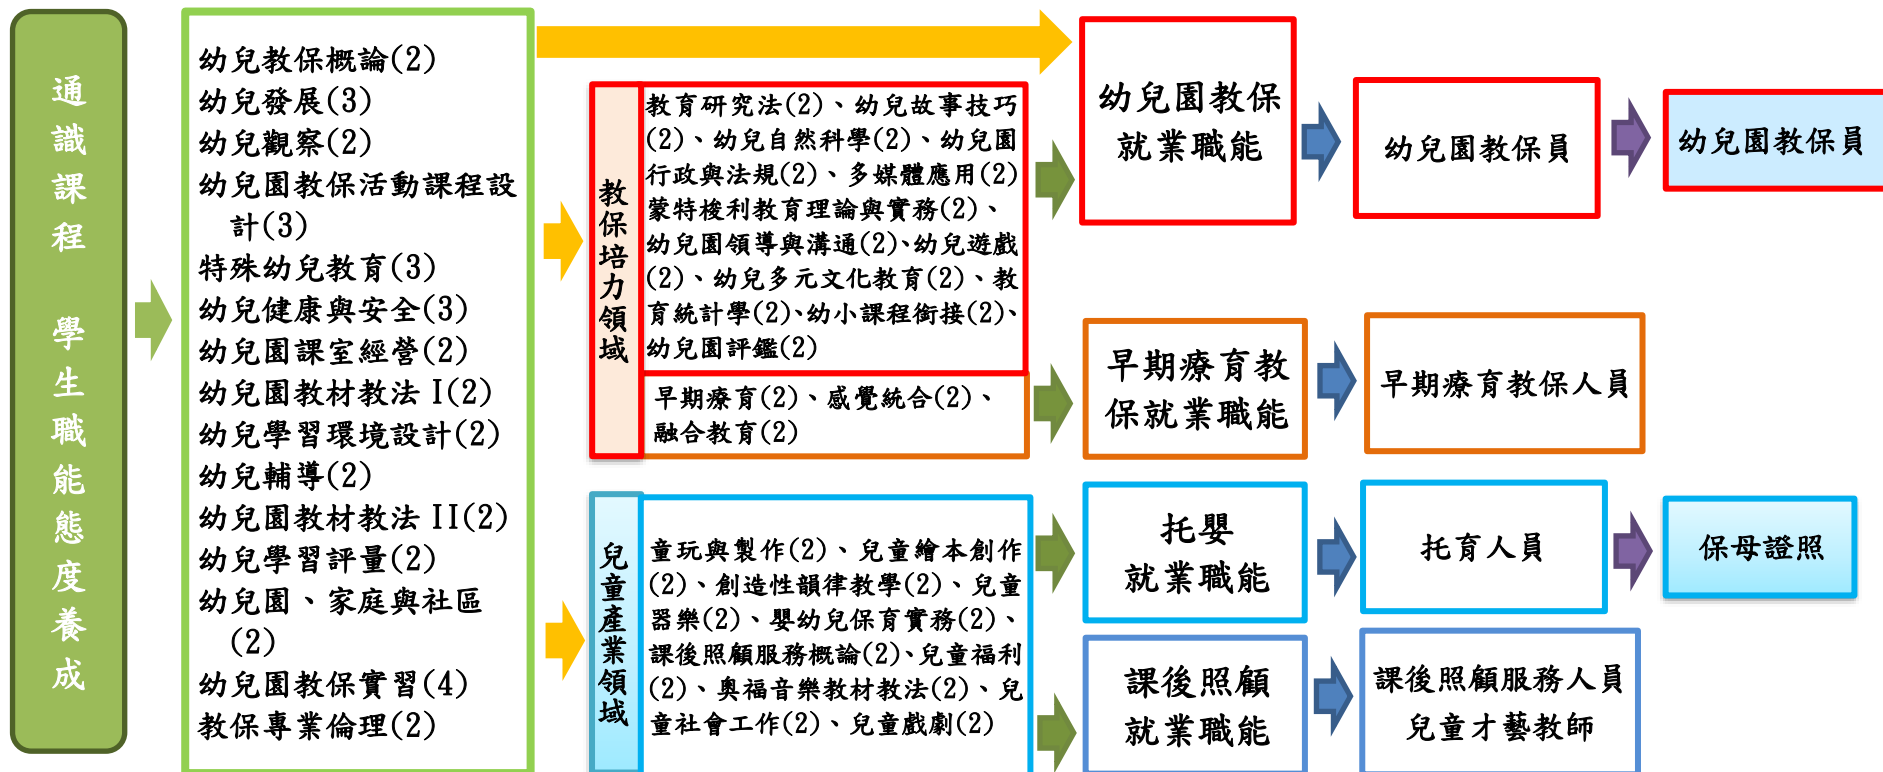 通識課程 學生職能態度養成
幼兒教保概論(2)
幼兒發展(3)
幼兒觀察(2)
幼兒園教保活動課程設
計(3)
特殊幼兒教育(3)
幼兒健康與安全(3)
幼兒園課室經營(2)
幼兒園教材教法 I(2)
幼兒學習環境設計(2)
幼兒輔導(2)
幼兒園教材教法 II(2)
幼兒學習評量(2)
幼兒園、家庭與社區
(2)
幼兒園教保實習(4)
教保專業倫理(2)
教保培力領域
教育研究法(2)、幼兒故事技巧
(2)、幼兒自然科學(2)、幼兒園
行政與法規(2)、多媒體應用(2)
蒙特梭利教育理論與實務(2)、
幼兒園領導與溝通(2)、幼兒遊戲
(2)、幼兒多元文化教育(2)、教
育統計學(2)、幼小課程銜接(2)、
幼兒園評鑑(2)
早期療育(2)、感覺統合(2)、
融合教育(2)
兒童產業領域
童玩與製作(2)、兒童繪本創作
(2)、創造性韻律教學(2)、兒童
器樂(2)、嬰幼兒保育實務(2)、
課後照顧服務概論(2)、兒童福利
(2)、奧福音樂教材教法(2)、兒
童社會工作(2)、兒童戲劇(2)
幼兒園教保
就業職能
幼兒園教保員
幼兒園教保員
早期療育教
保就業職能
早期療育教保人員
托嬰
就業職能
托育人員
保母證照
課後照顧
就業職能
課後照顧服務人員
兒童才藝教師